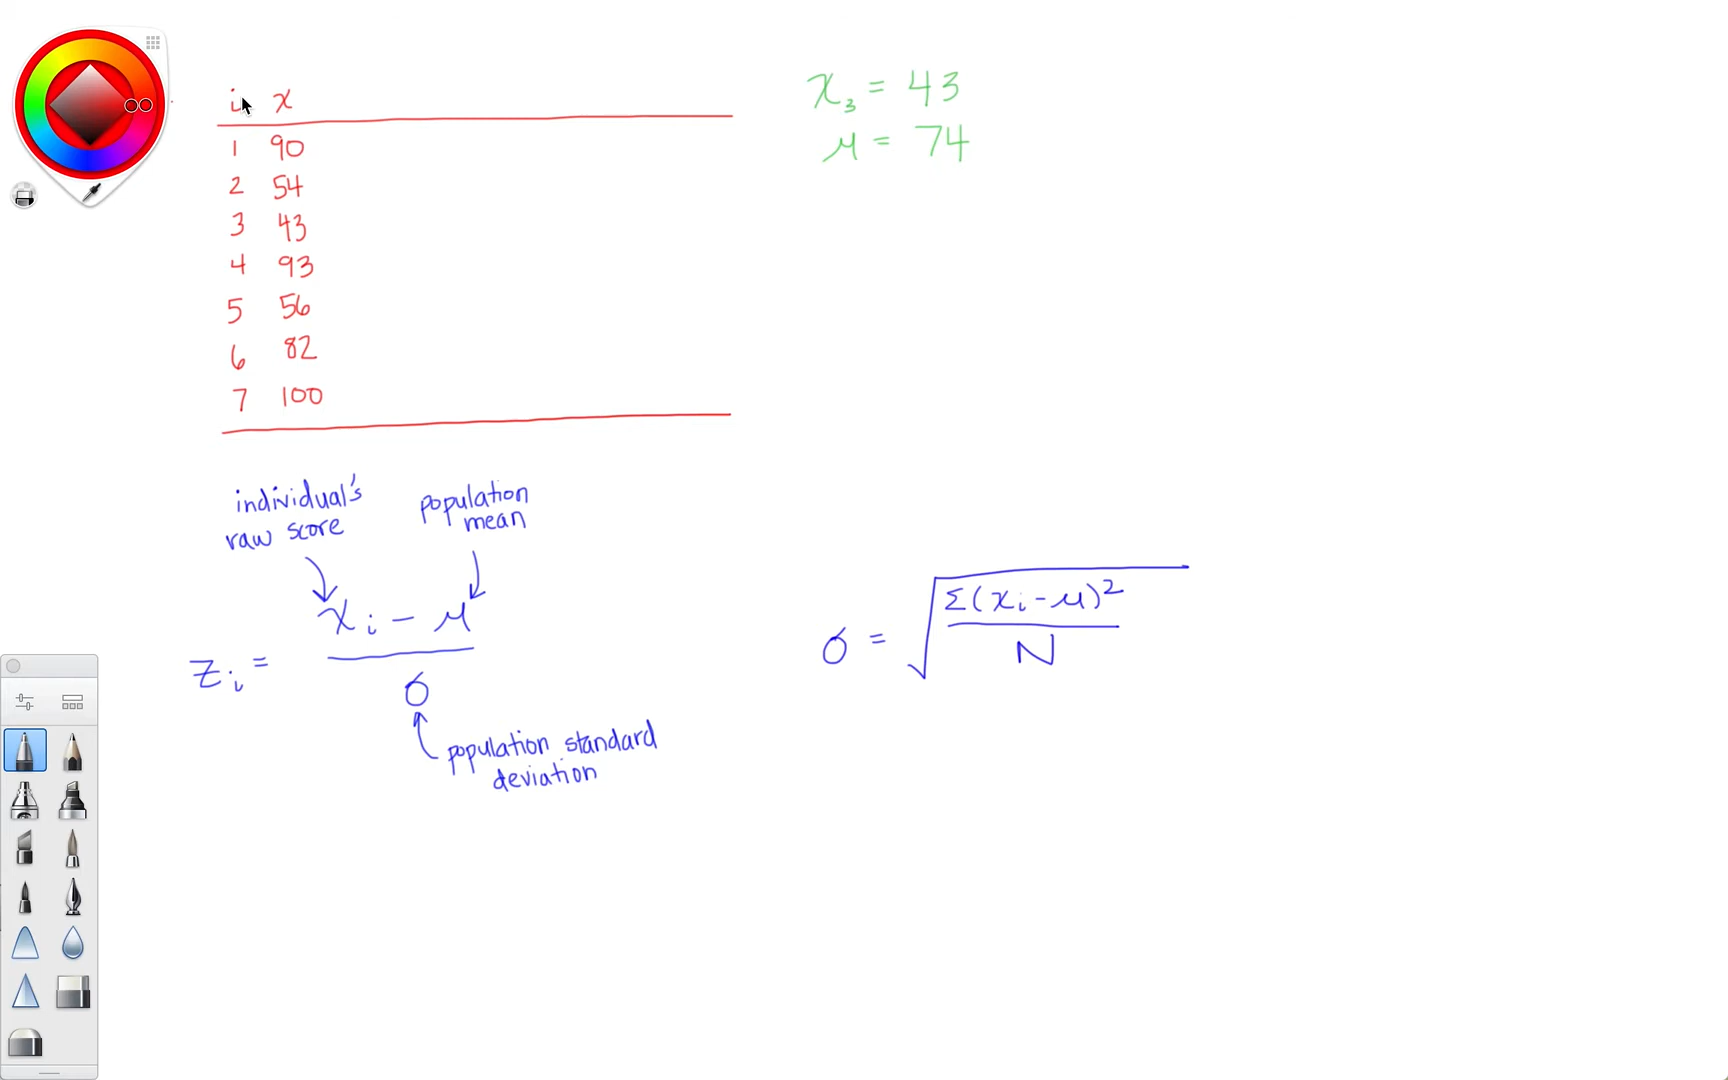 i x
1 90
2 54
3 43
4 93
5 56
6 82
7 100
x₃ = 43
μ = 74
individual's
raw score
population
mean
zᵢ = (xᵢ - μ) / σ
population standard
deviation
σ = √(Σ(xᵢ - μ)² / N)